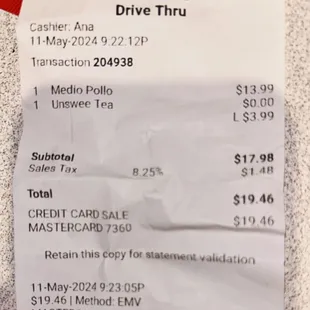 Drive Thru
Cashier: Ana
11-May-2024 9:22:12P
Transaction 204938
1 Medio Pollo $13.99
1 Unswee Tea $0.00
L $3.99
Subtotal $17.98
Sales Tax 8.25% $1.48
Total $19.46
CREDIT CARD SALE $19.46
MASTERCARD 7360
Retain this copy for statement validation
11-May-2024 9:23:05P
$19.46 | Method: EMV